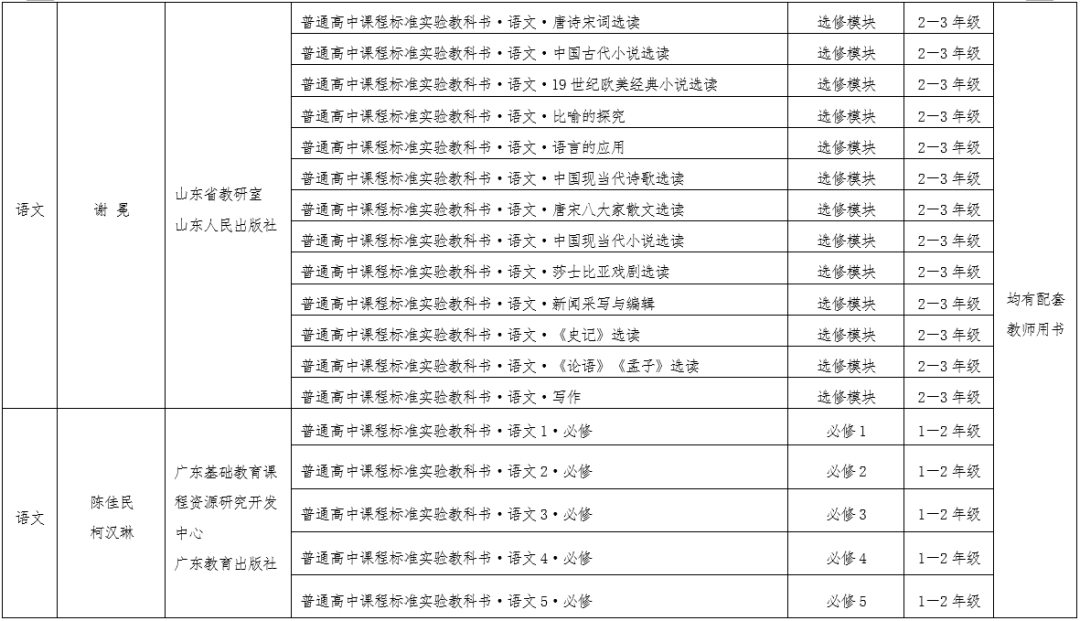 普通高中课程标准实验教科书·语文·唐诗宋词选读 选修模块 2—3 年级
普通高中课程标准实验教科书·语文·中国古代小说选读 选修模块 2—3 年级
普通高中课程标准实验教科书·语文·19 世纪欧美经典小说选读 选修模块 2—3 年级
普通高中课程标准实验教科书·语文·比喻的探究 选修模块 2—3 年级
普通高中课程标准实验教科书·语文·语言的应用 选修模块 2—3 年级
普通高中课程标准实验教科书·语文·中国现当代诗歌选读 选修模块 2—3 年级
语文 谢 冕 山东省教研室
山东人民出版社
普通高中课程标准实验教科书·语文·唐宋八大家散文选读 选修模块 2—3 年级
普通高中课程标准实验教科书·语文·中国现当代小说选读 选修模块 2—3 年级
普通高中课程标准实验教科书·语文·莎士比亚戏剧选读 选修模块 2—3 年级
普通高中课程标准实验教科书·语文·新闻采写与编辑 选修模块 2—3 年级
均有配套
教师用书
普通高中课程标准实验教科书·语文·《史记》选读 选修模块 2—3 年级
普通高中课程标准实验教科书·语文·《论语》《孟子》选读 选修模块 2—3 年级
普通高中课程标准实验教科书·语文·写作 选修模块 2—3 年级
语文 陈佳民
柯汉琳
广东基础教育课
程资源研究开发
中心
广东教育出版社
普通高中课程标准实验教科书·语文1·必修 必修1 1—2 年级
普通高中课程标准实验教科书·语文2·必修 必修2 1—2 年级
普通高中课程标准实验教科书·语文3·必修 必修3 1—2 年级
普通高中课程标准实验教科书·语文4·必修 必修4 1—2 年级
普通高中课程标准实验教科书·语文5·必修 必修5 1—2 年级